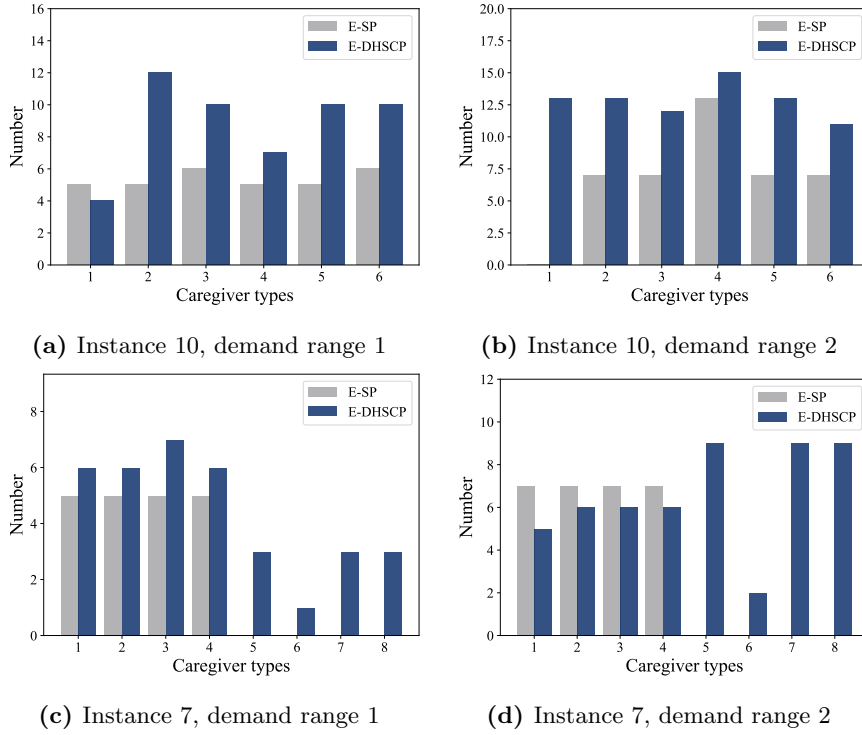 16
14
12
10
8
6
4
2
0
Number
E-SP
E-DHSCP
1 2 3 4 5 6
Caregiver types
(a) Instance 10, demand range 1
20.0
17.5
15.0
12.5
10.0
7.5
5.0
2.5
0.0
Number
E-SP
E-DHSCP
1 2 3 4 5 6
Caregiver types
(b) Instance 10, demand range 2
8
6
4
2
0
Number
E-SP
E-DHSCP
1 2 3 4 5 6 7 8
Caregiver types
(c) Instance 7, demand range 1
12
10
8
6
4
2
0
Number
E-SP
E-DHSCP
1 2 3 4 5 6 7 8
Caregiver types
(d) Instance 7, demand range 2